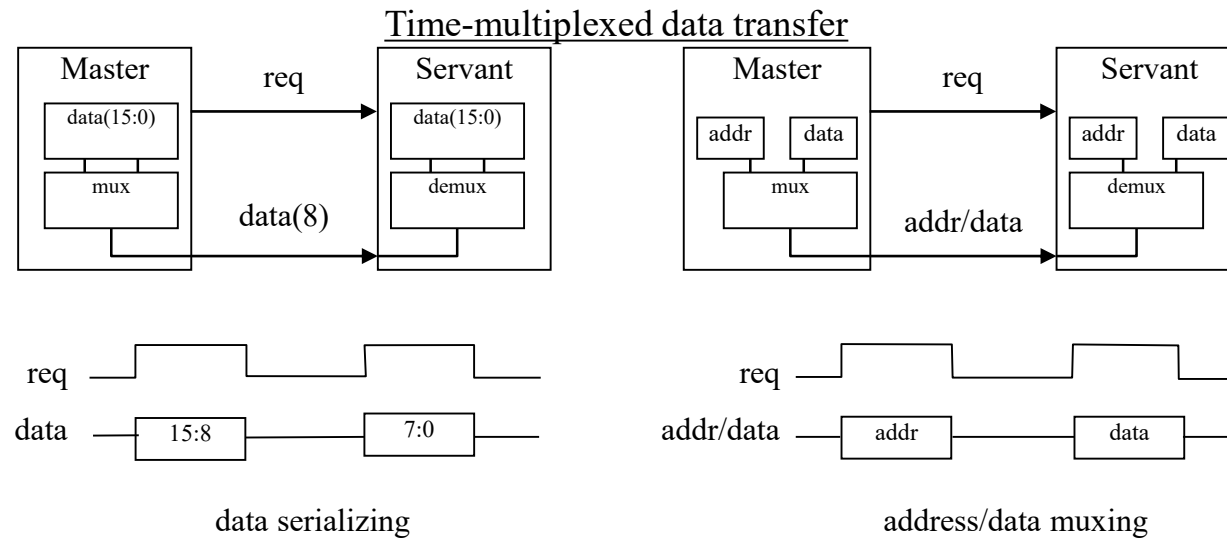 Time-multiplexed data transfer
Master
req
Servant
data(15:0)
data(15:0)
mux
demux
data(8)
Master
req
Servant
addr
data
addr
data
mux
demux
addr/data
req
data
15:8
7:0
data serializing
req
addr/data
addr
data
address/data muxing